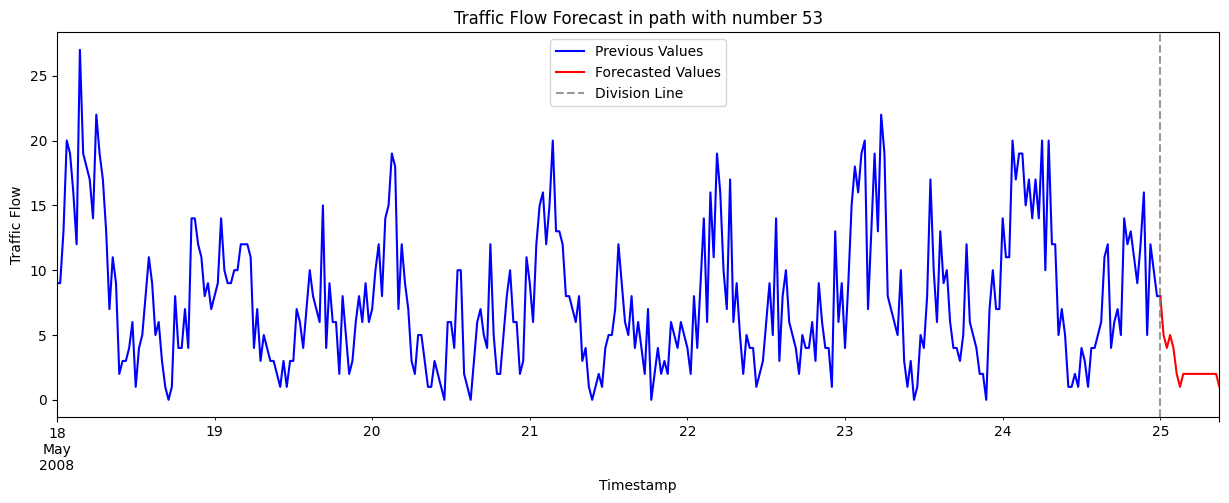 Traffic Flow Forecast in path with number 53
Previous Values
Forecasted Values
Division Line
Traffic Flow
25
20
15
10
5
0
18 19 20 21 22 23 24 25
May
2008
Timestamp